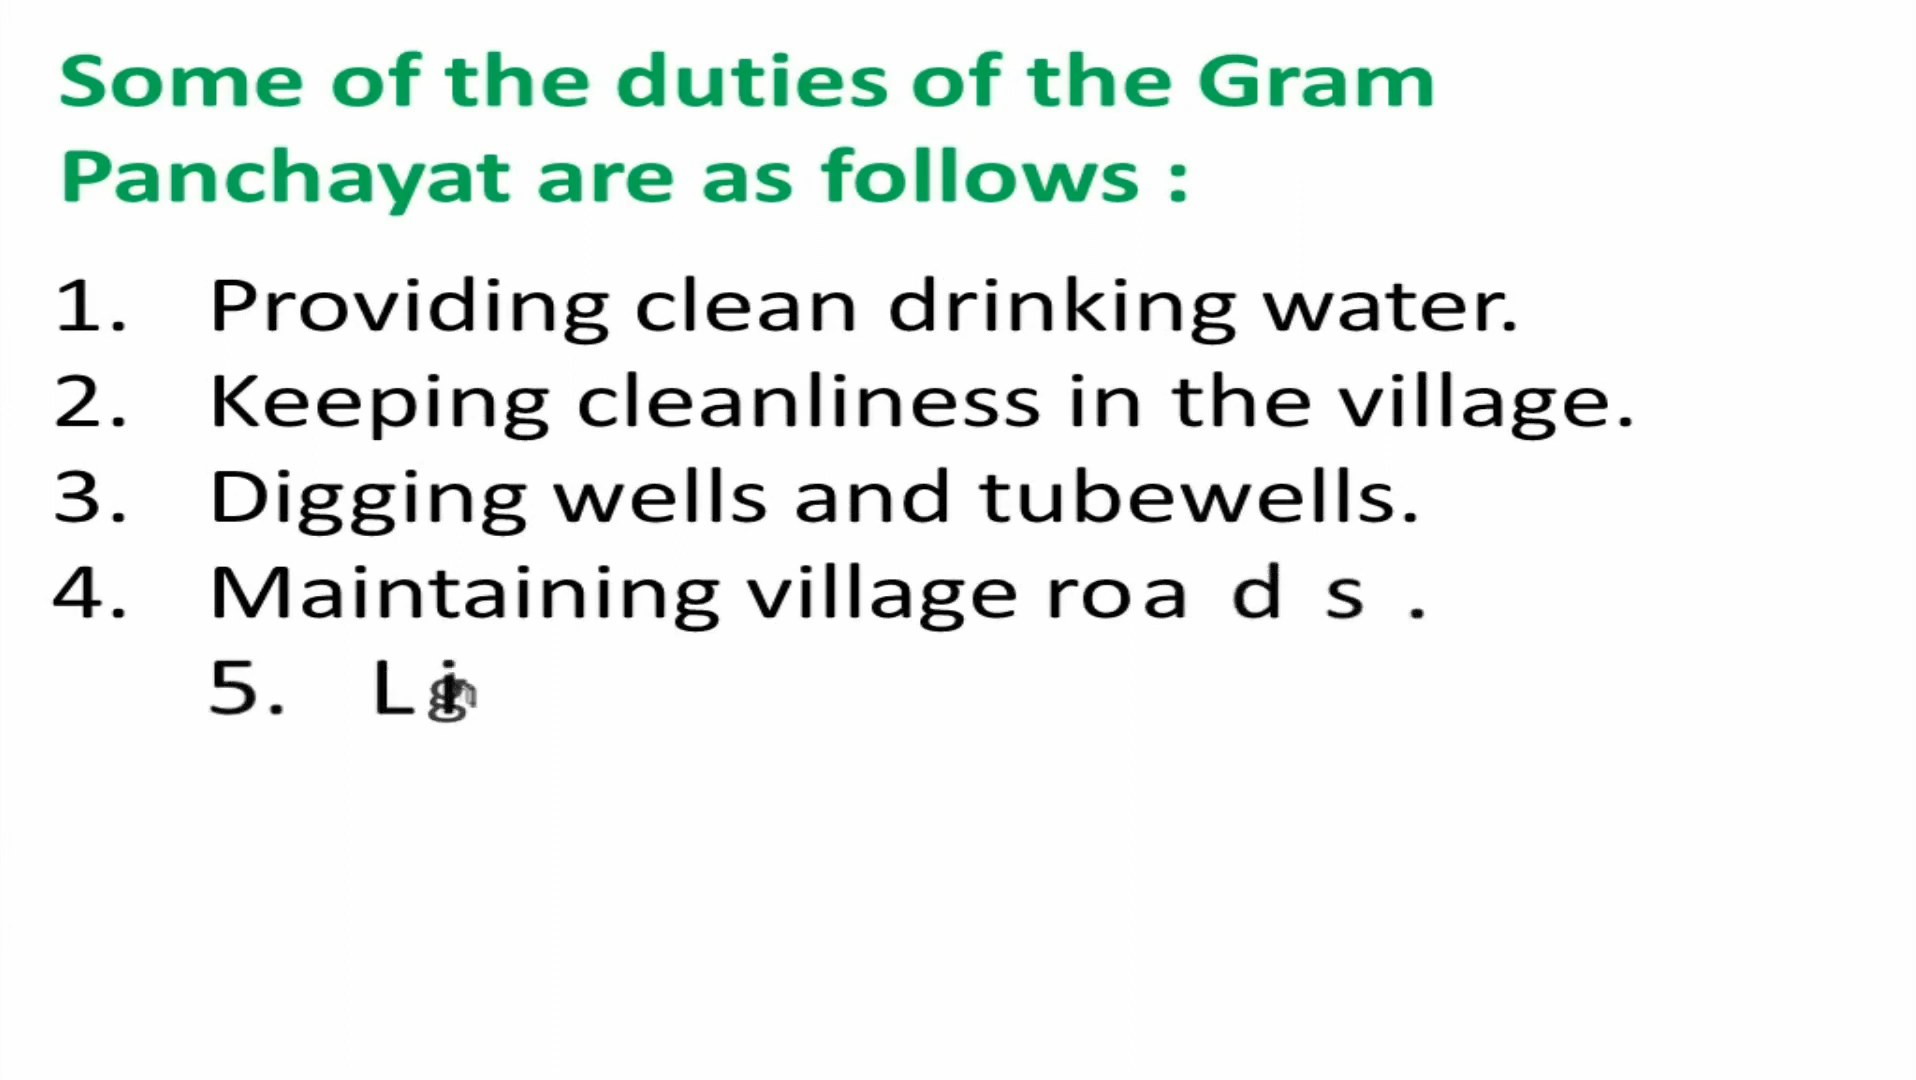 Some of the duties of the Gram
Panchayat are as follows :
1. Providing clean drinking water.
2. Keeping cleanliness in the village.
3. Digging wells and tubewells.
4. Maintaining village roads.
5.